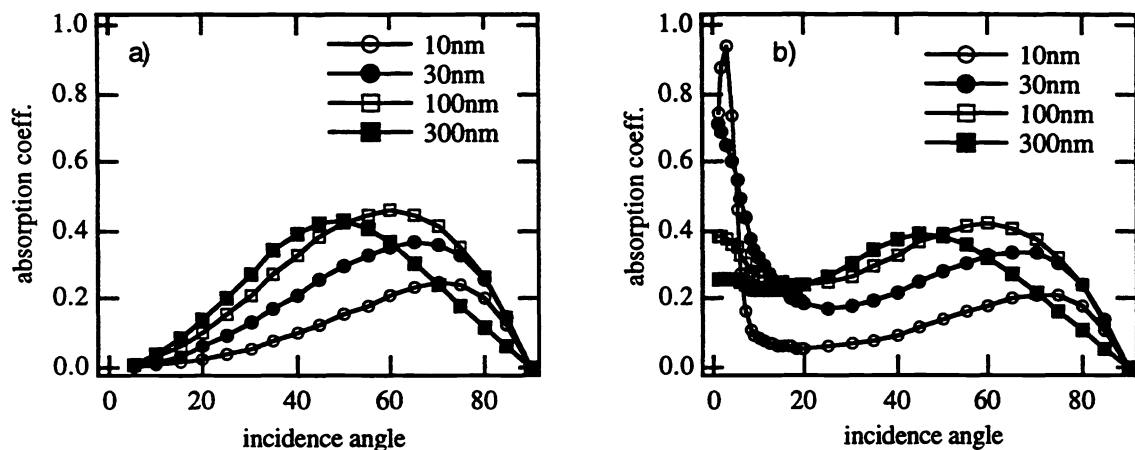 a)
10nm
30nm
100nm
300nm
1.0
0.8
0.6
0.4
0.2
0.0
absorption coeff.
0 20 40 60 80
incidence angle
b)
10nm
30nm
100nm
300nm
1.0
0.8
0.6
0.4
0.2
0.0
absorption coeff.
0 20 40 60 80
incidence angle